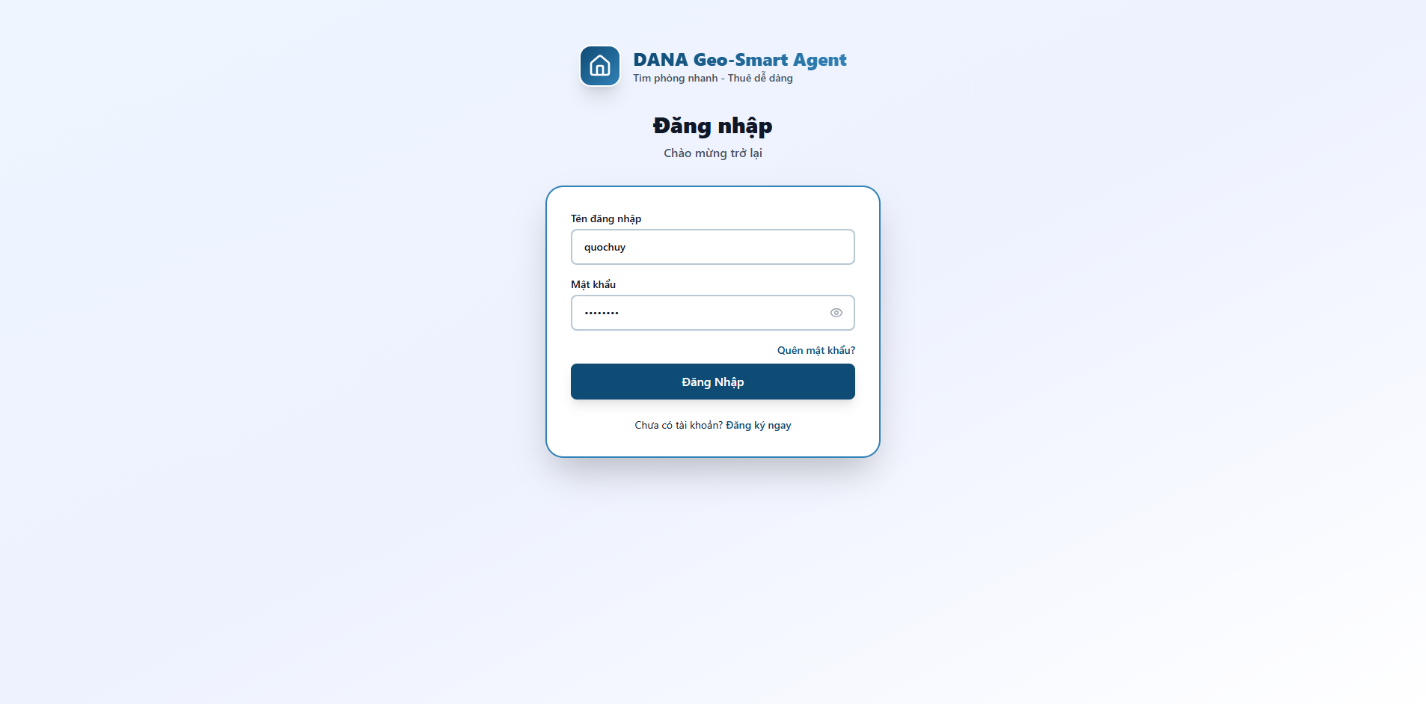 DANA Geo-Smart Agent
Tìm phòng nhanh - Thuê dễ dàng
Đăng nhập
Chào mừng trở lại
Tên đăng nhập
quochuy
Mật khẩu
••••••••
Quên mật khẩu?
Đăng Nhập
Chưa có tài khoản? Đăng ký ngay